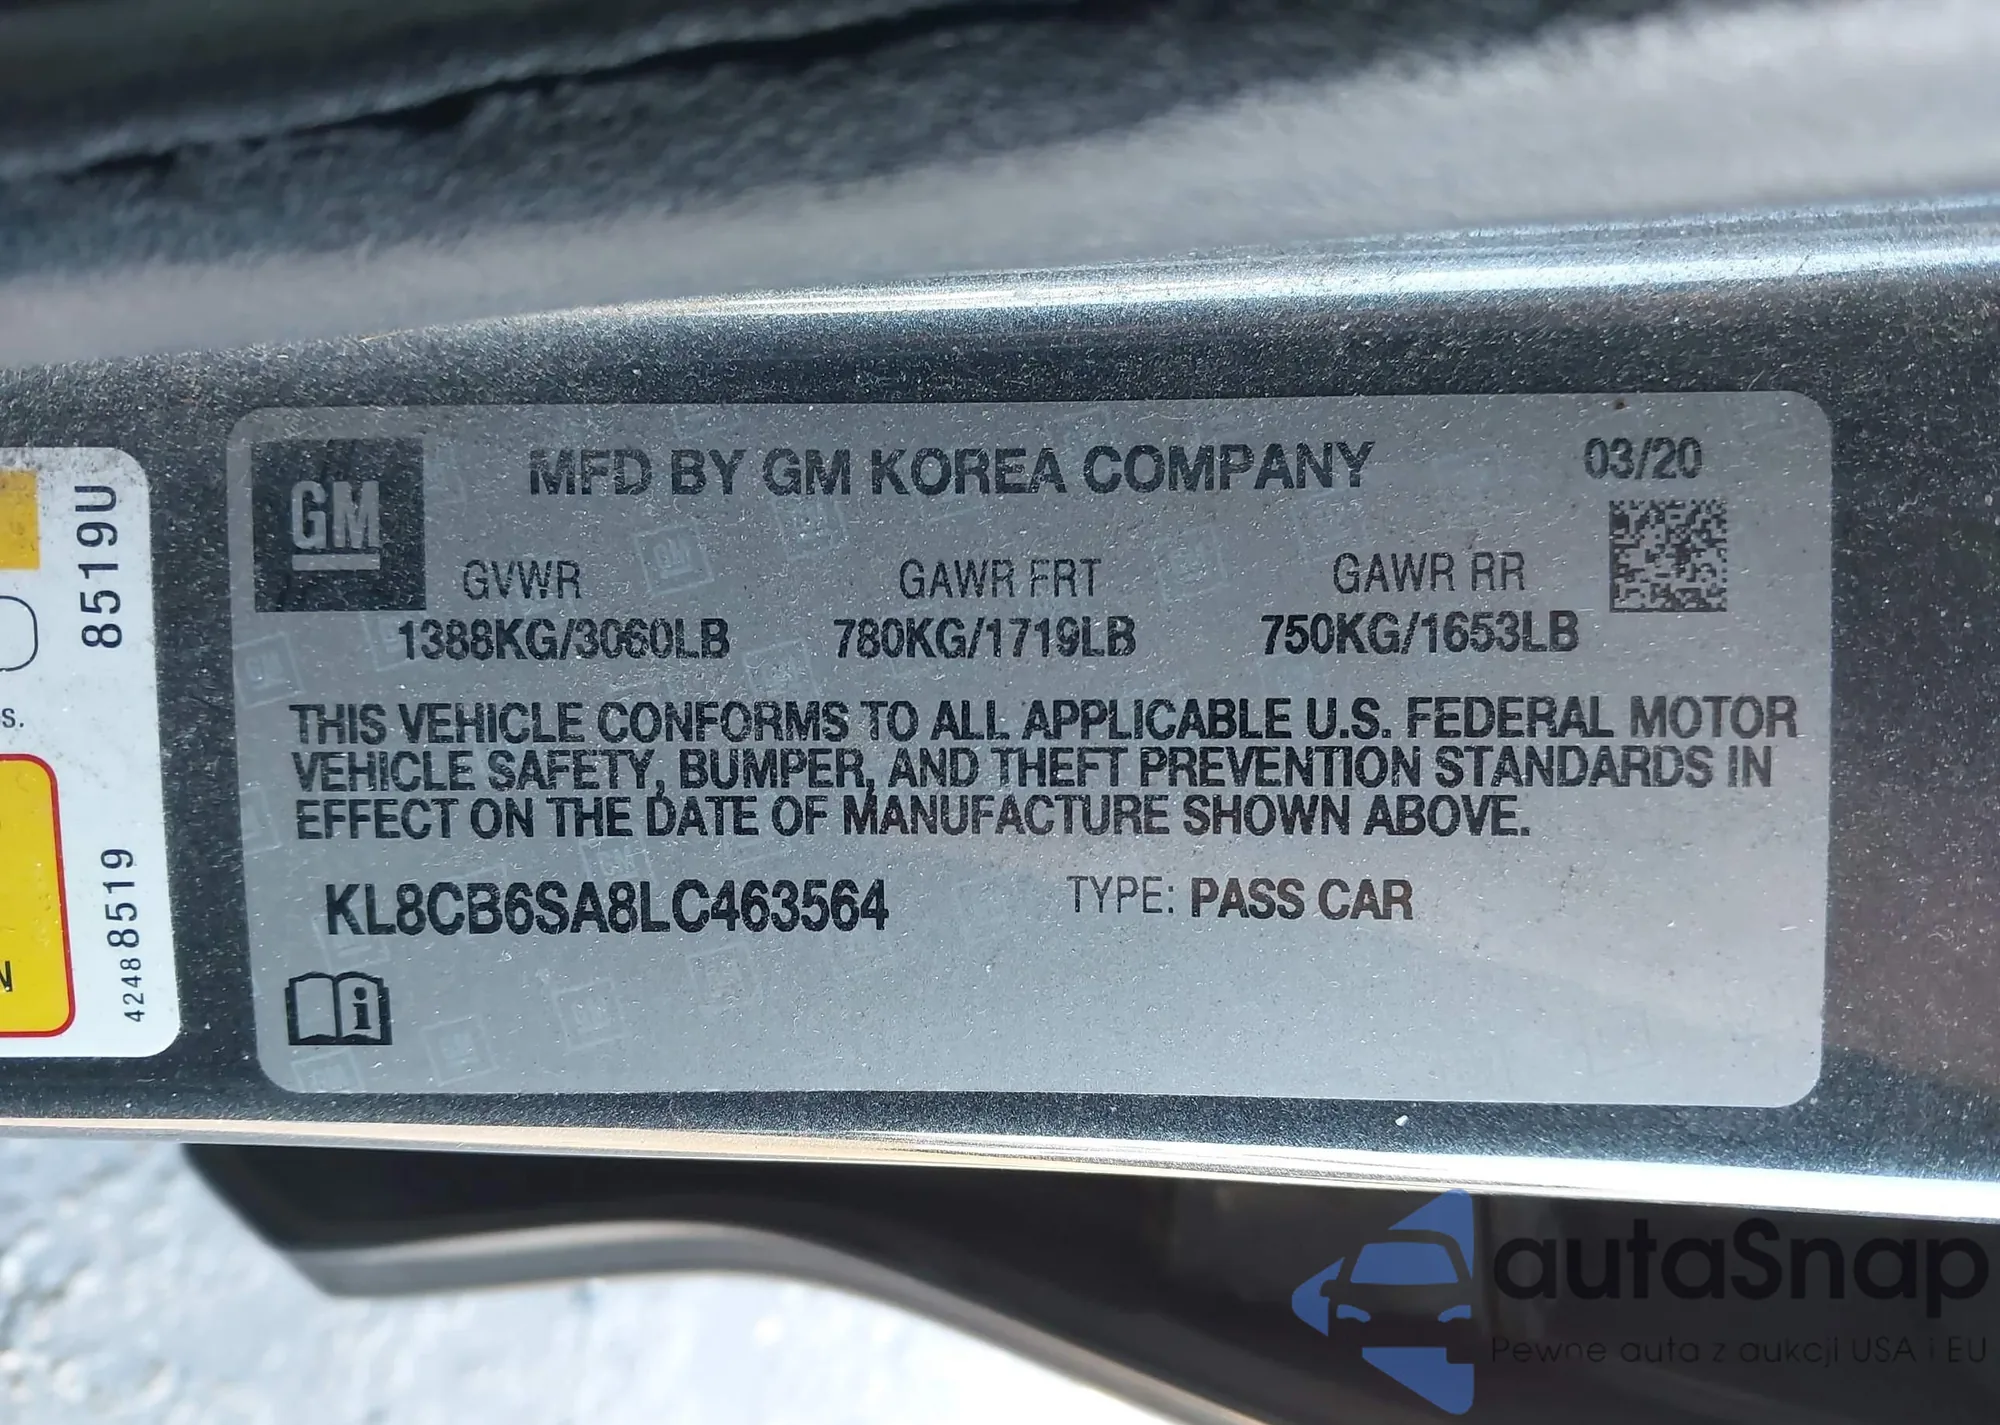 GM
MFD BY GM KOREA COMPANY
03/20
GVWR
GAWR FRT
GAWR RR
1388KG/3060LB
780KG/1719LB
750KG/1653LB
THIS VEHICLE CONFORMS TO ALL APPLICABLE U.S. FEDERAL MOTOR
VEHICLE SAFETY, BUMPER, AND THEFT PREVENTION STANDARDS IN
EFFECT ON THE DATE OF MANUFACTURE SHOWN ABOVE.
KL8CB6SA8LC463564
TYPE: PASS CAR
8519U
42488519
autaSnap
Pewne auta z aukcji USA i EU